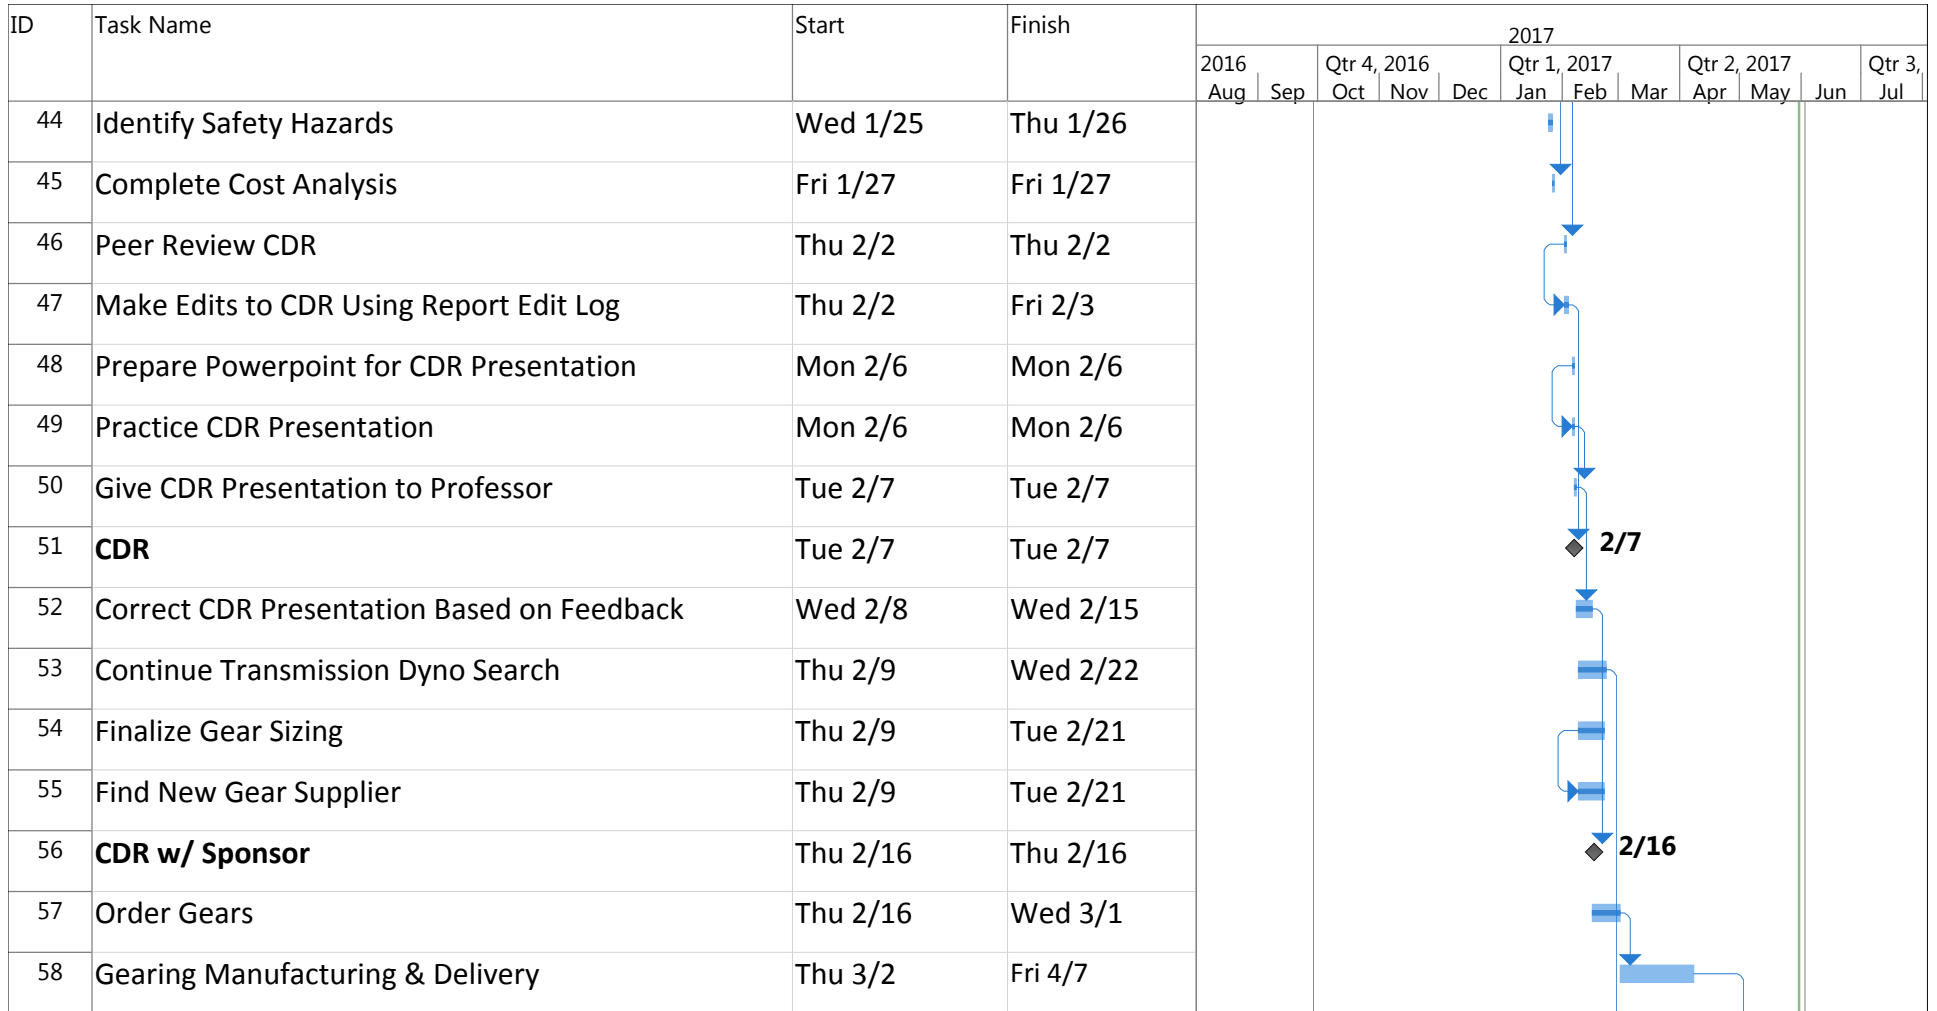 ID Task Name Start Finish
2017
2016 Qtr 4, 2016 Qtr 1, 2017 Qtr 2, 2017 Qtr 3,
Aug Sep Oct Nov Dec Jan Feb Mar Apr May Jun Jul
44 Identify Safety Hazards Wed 1/25 Thu 1/26
45 Complete Cost Analysis Fri 1/27 Fri 1/27
46 Peer Review CDR Thu 2/2 Thu 2/2
47 Make Edits to CDR Using Report Edit Log Thu 2/2 Fri 2/3
48 Prepare Powerpoint for CDR Presentation Mon 2/6 Mon 2/6
49 Practice CDR Presentation Mon 2/6 Mon 2/6
50 Give CDR Presentation to Professor Tue 2/7 Tue 2/7
51 CDR Tue 2/7 Tue 2/7 2/7
52 Correct CDR Presentation Based on Feedback Wed 2/8 Wed 2/15
53 Continue Transmission Dyno Search Thu 2/9 Wed 2/22
54 Finalize Gear Sizing Thu 2/9 Tue 2/21
55 Find New Gear Supplier Thu 2/9 Tue 2/21
56 CDR w/ Sponsor Thu 2/16 Thu 2/16 2/16
57 Order Gears Thu 2/16 Wed 3/1
58 Gearing Manufacturing & Delivery Thu 3/2 Fri 4/7